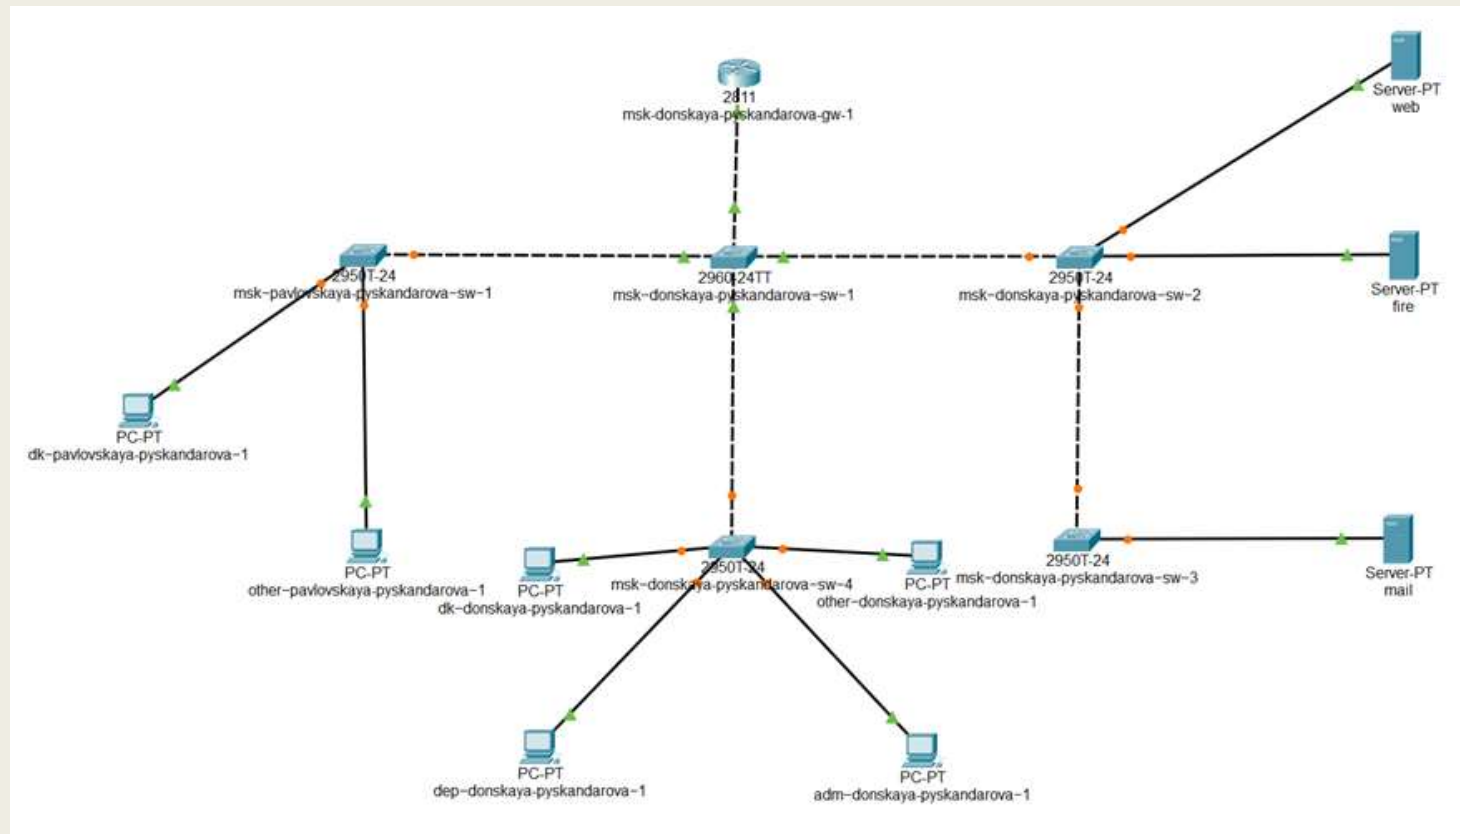 2811
msk-donskaya-pyskandarova-gw-1
Server-PT
web
2950T-24
msk-pavlovskaya-pyskandarova-sw-1
2960-24TT
msk-donskaya-pyskandarova-sw-1
2950T-24
msk-donskaya-pyskandarova-sw-2
Server-PT
fire
PC-PT
dk-pavlovskaya-pyskandarova-1
PC-PT
other-pavlovskaya-pyskandarova-1
PC-PT
dk-donskaya-pyskandarova-1
2950T-24
msk-donskaya-pyskandarova-sw-4
PC-PT
other-donskaya-pyskandarova-1
2950T-24
msk-donskaya-pyskandarova-sw-3
Server-PT
mail
PC-PT
dep-donskaya-pyskandarova-1
PC-PT
adm-donskaya-pyskandarova-1